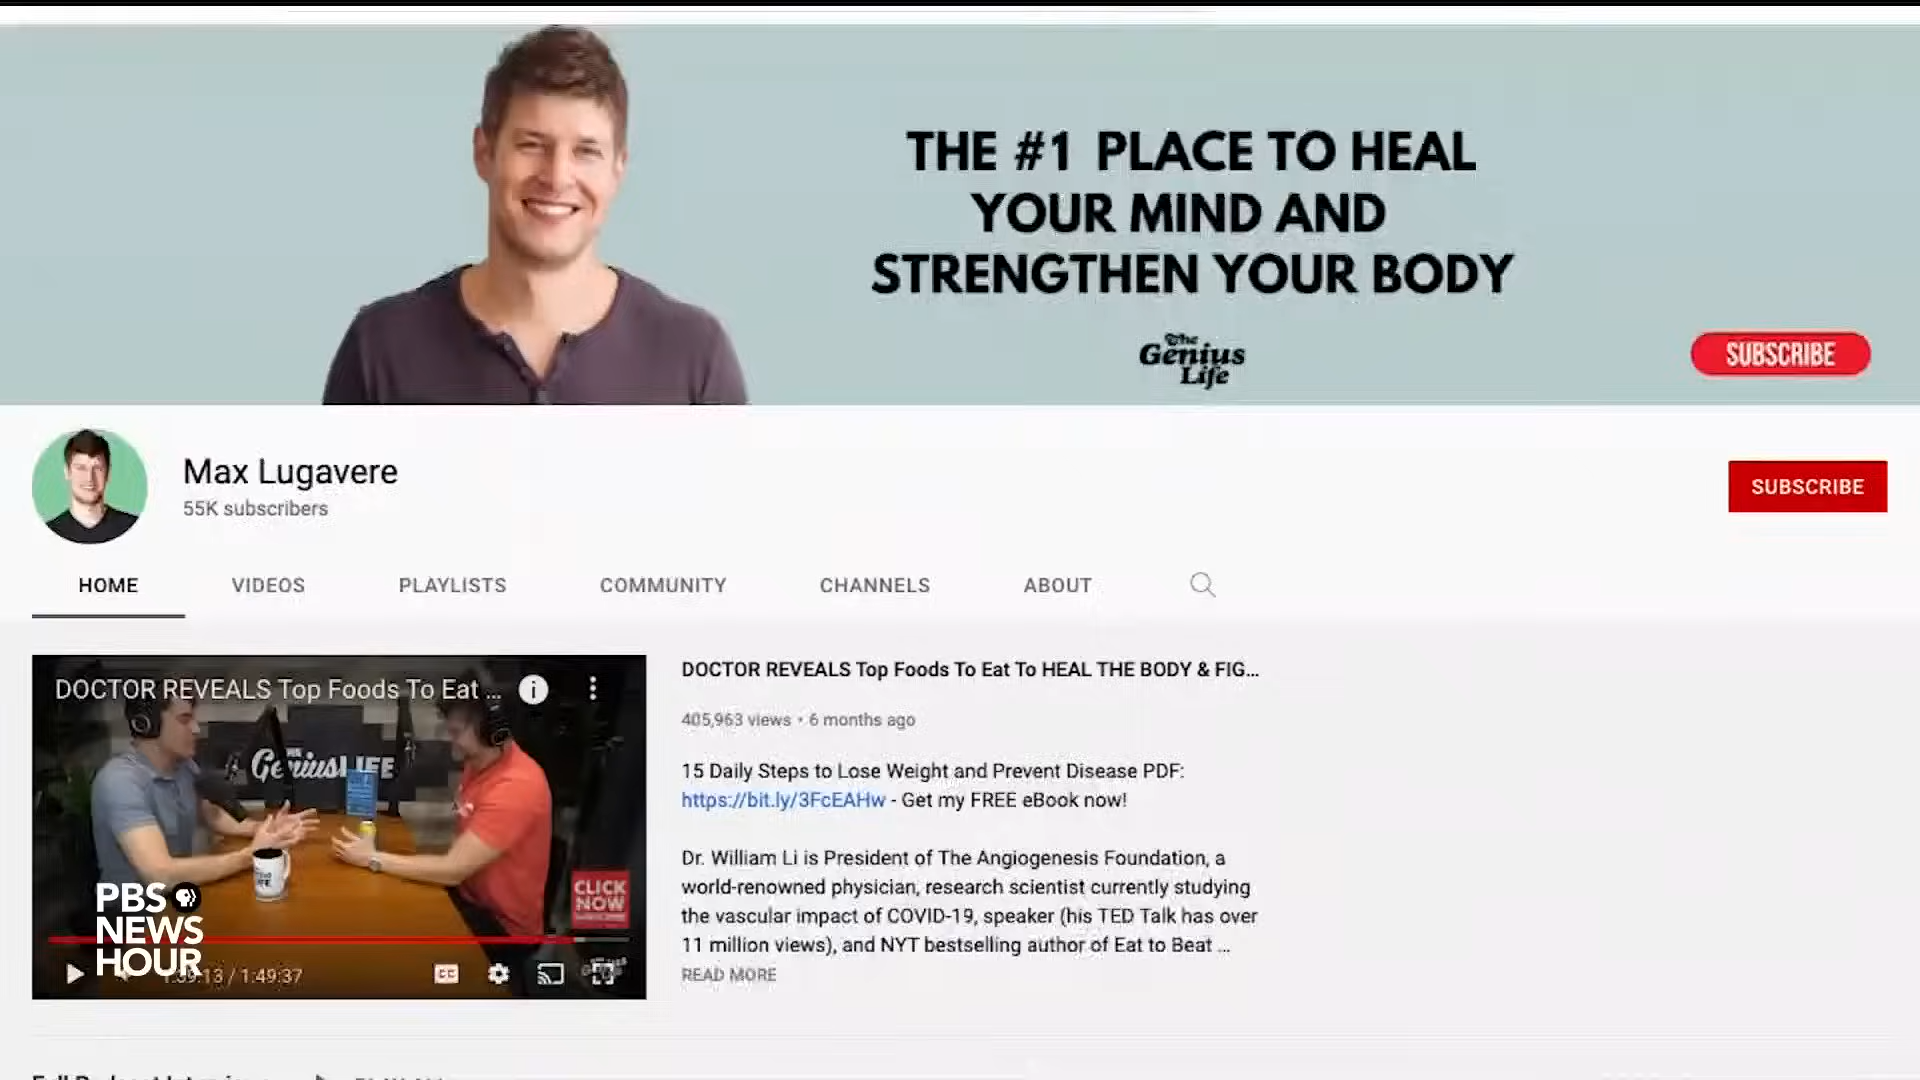 THE #1 PLACE TO HEAL
YOUR MIND AND
STRENGTHEN YOUR BODY
The
Genius
Life
SUBSCRIBE
Max Lugavere
55K subscribers
SUBSCRIBE
HOME
VIDEOS
PLAYLISTS
COMMUNITY
CHANNELS
ABOUT
DOCTOR REVEALS Top Foods To Eat ...
GeniusLIFE
CLICK
NOW
PBS
NEWS
HOUR
/ 1:49:37
CC
DOCTOR REVEALS Top Foods To Eat To HEAL THE BODY & FIG...
405,963 views • 6 months ago
15 Daily Steps to Lose Weight and Prevent Disease PDF:
https://bit.ly/3FcEAHw - Get my FREE eBook now!
Dr. William Li is President of The Angiogenesis Foundation, a
world-renowned physician, research scientist currently studying
the vascular impact of COVID-19, speaker (his TED Talk has over
11 million views), and NYT bestselling author of Eat to Beat ...
READ MORE